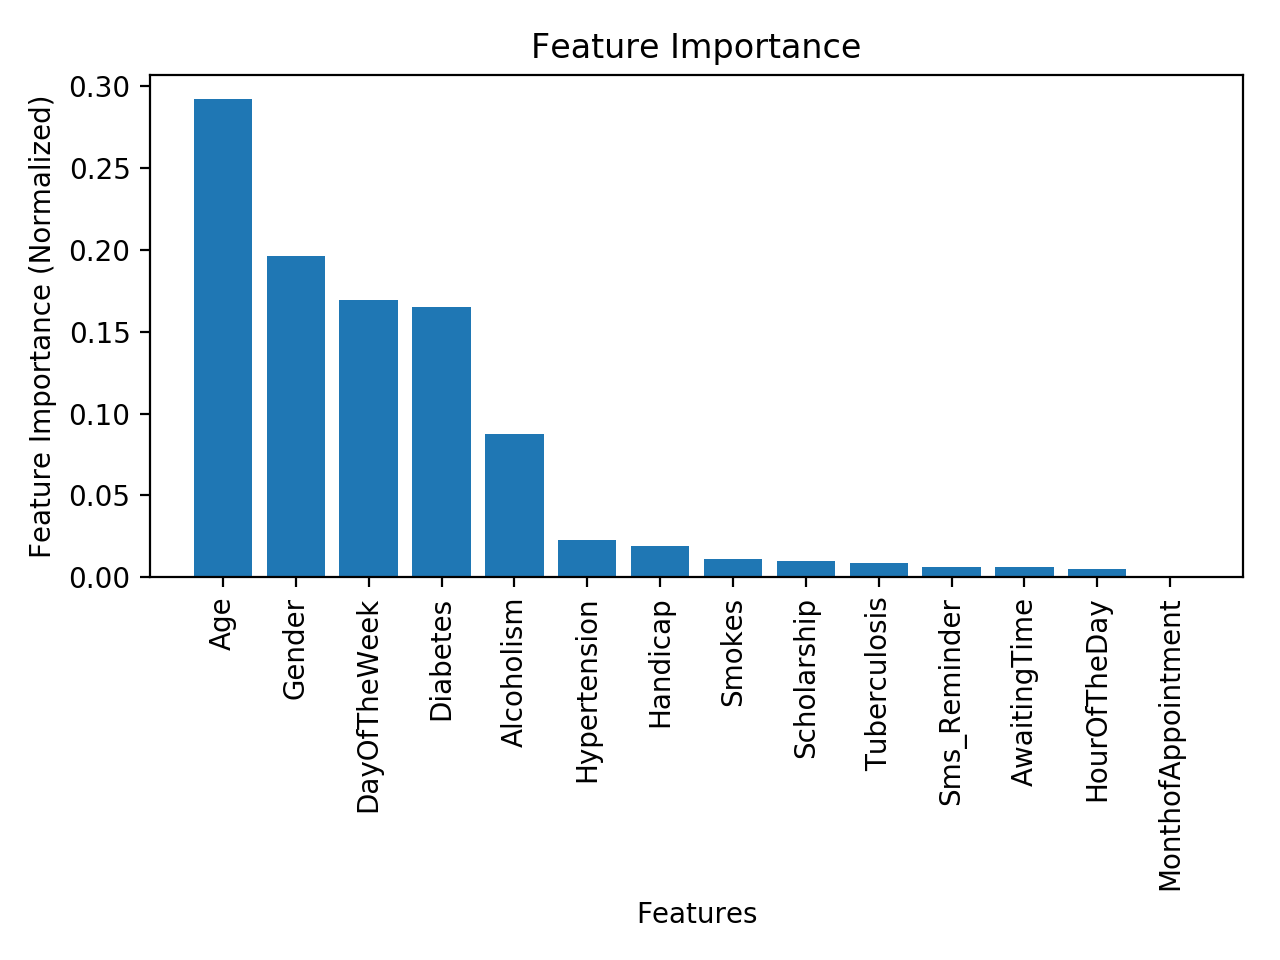 Feature Importance
Feature Importance (Normalized)
0.30
0.25
0.20
0.15
0.10
0.05
0.00
Age
Gender
DayOfTheWeek
Diabetes
Alcoholism
Hypertension
Handicap
Smokes
Scholarship
Tuberculosis
Sms_Reminder
AwaitingTime
HourOfTheDay
MonthofAppointment
Features